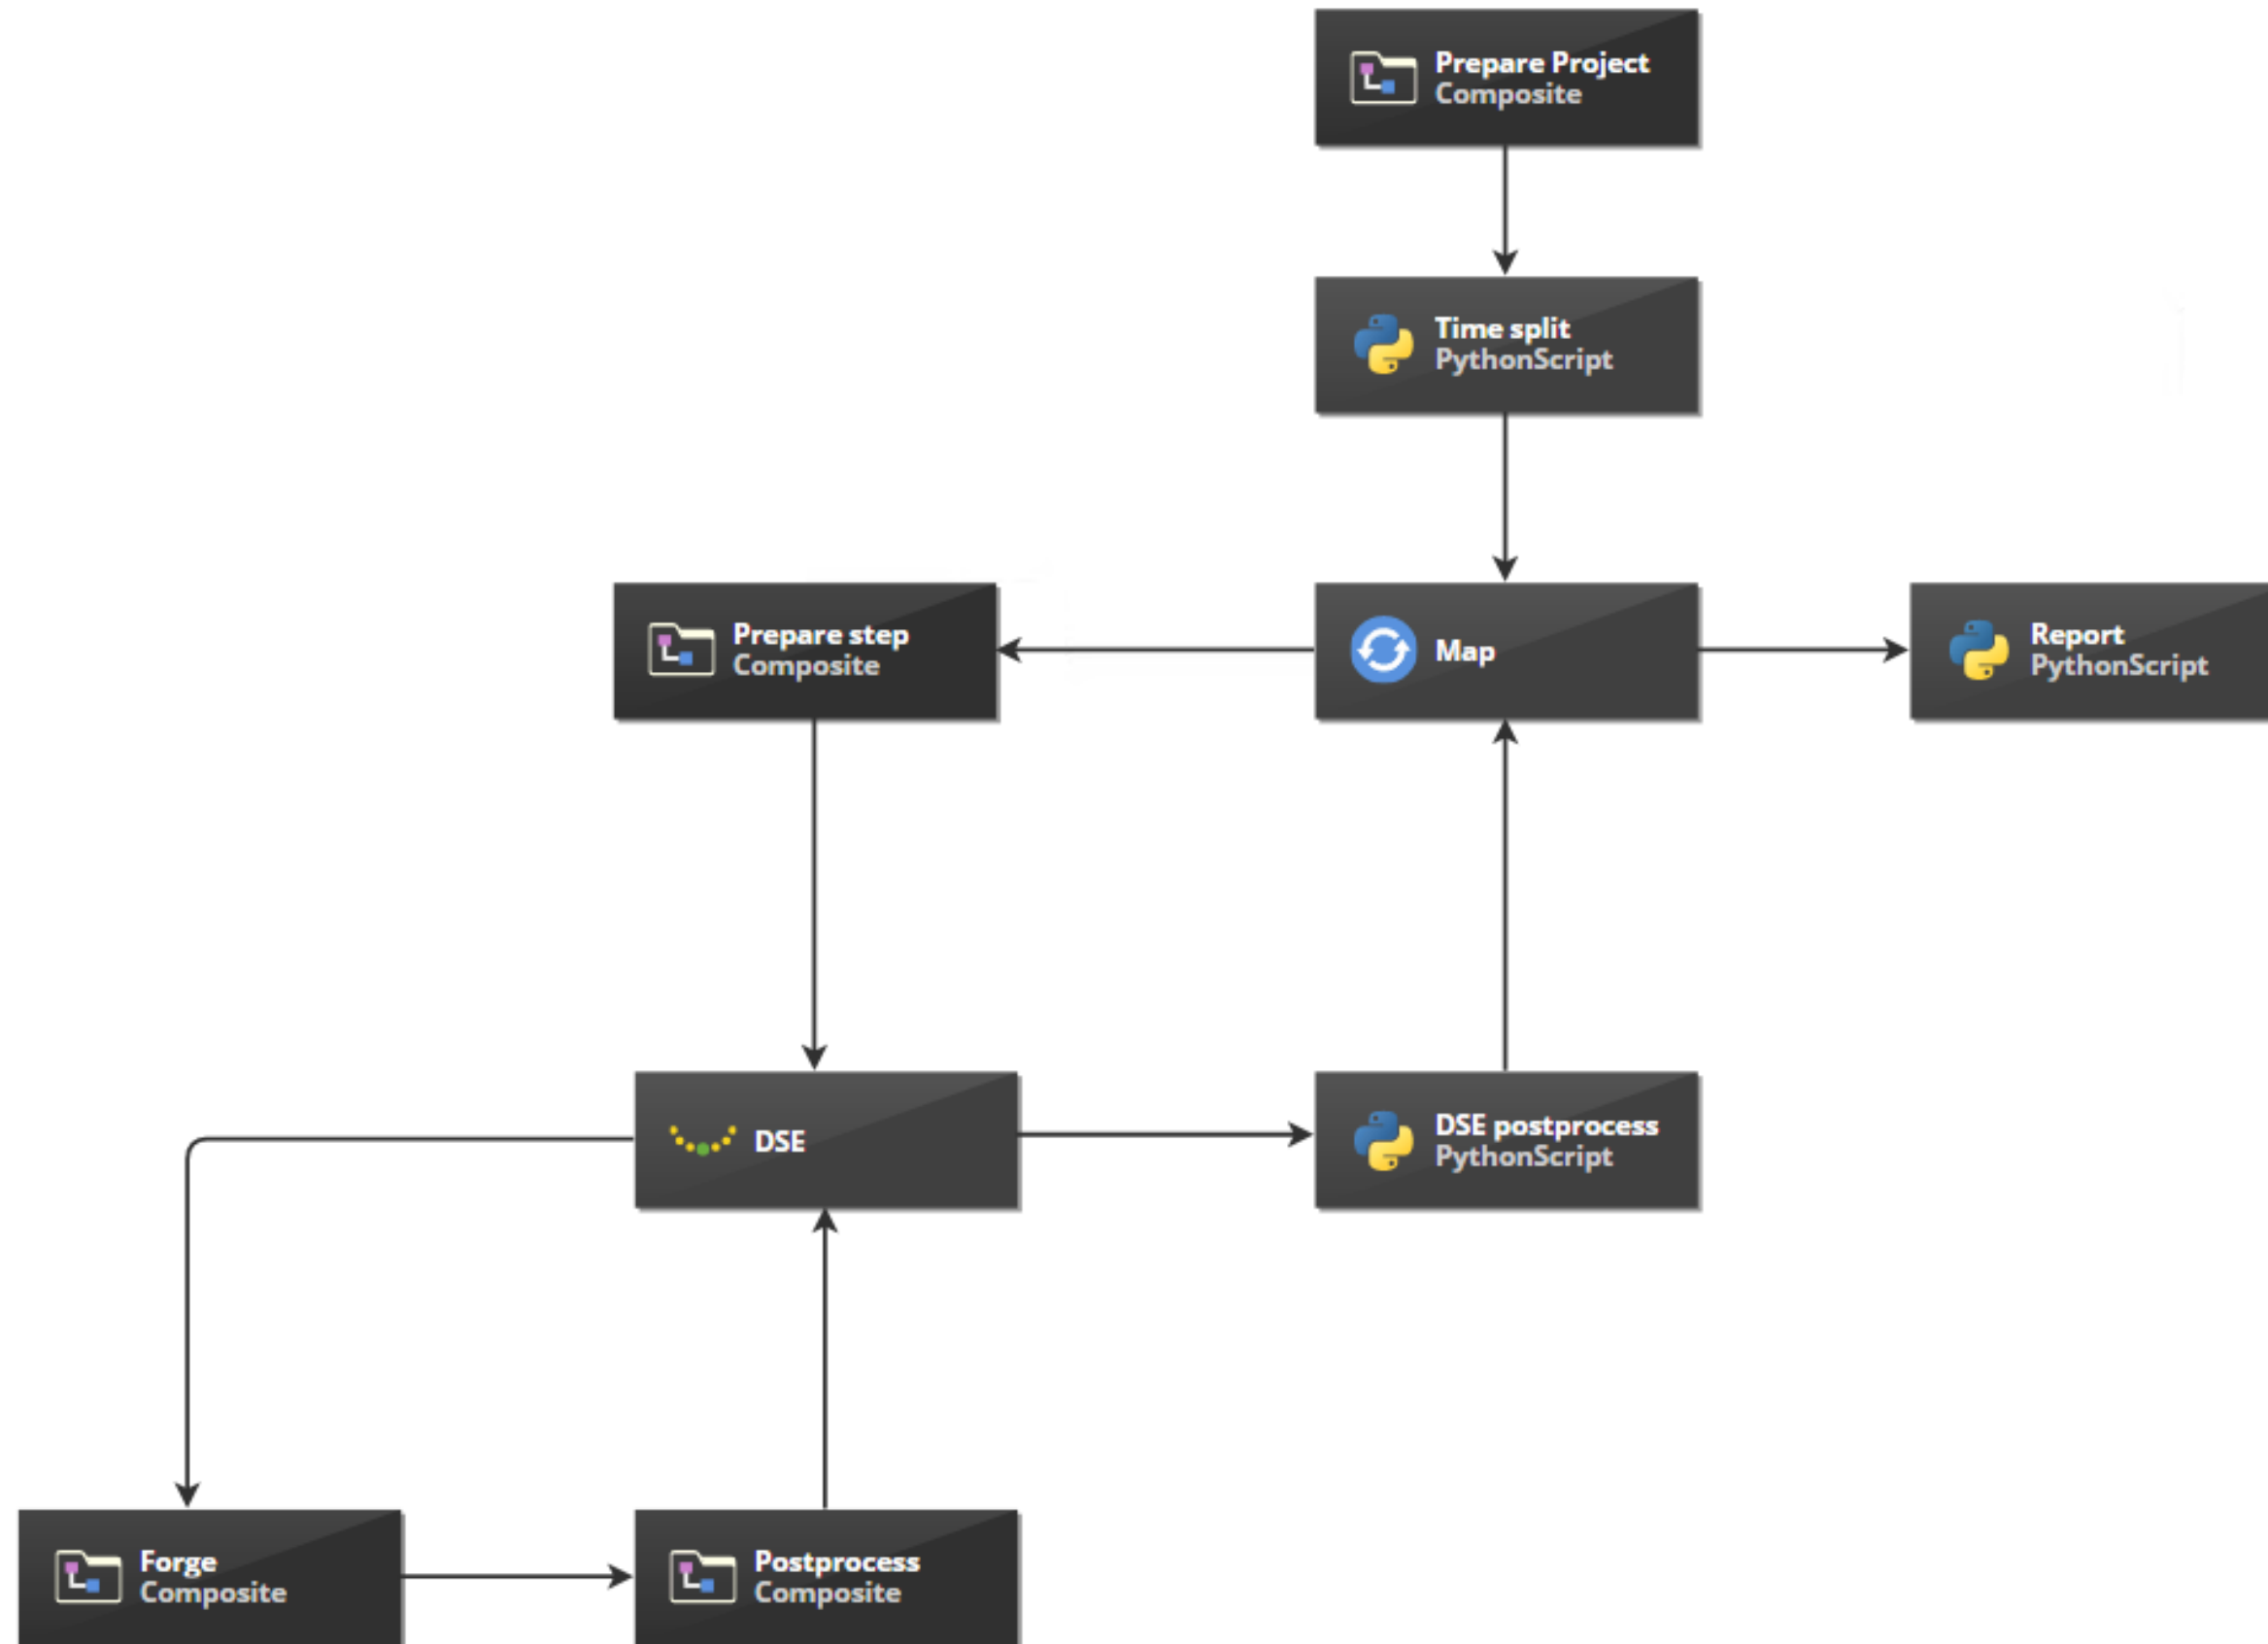 Prepare Project
Composite
Time split
PythonScript
Prepare step
Composite
Map
Report
PythonScript
DSE
DSE postprocess
PythonScript
Forge
Composite
Postprocess
Composite